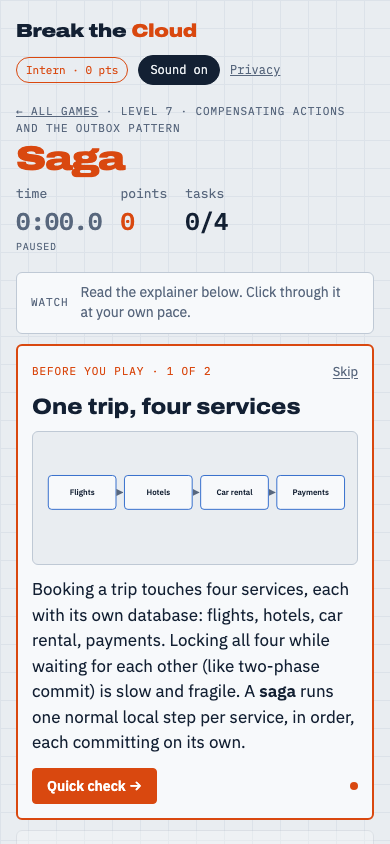 Break the Cloud
Intern · 0 pts
Sound on
Privacy
← ALL GAMES · LEVEL 7 · COMPENSATING ACTIONS
AND THE OUTBOX PATTERN
Saga
time points tasks
0:00.0 0 0/4
PAUSED
WATCH
Read the explainer below. Click through it
at your own pace.
BEFORE YOU PLAY · 1 OF 2
Skip
One trip, four services
Flights Hotels Car rental Payments
Booking a trip touches four services, each
with its own database: flights, hotels, car
rental, payments. Locking all four while
waiting for each other (like two-phase
commit) is slow and fragile. A saga runs
one normal local step per service, in order,
each committing on its own.
Quick check →